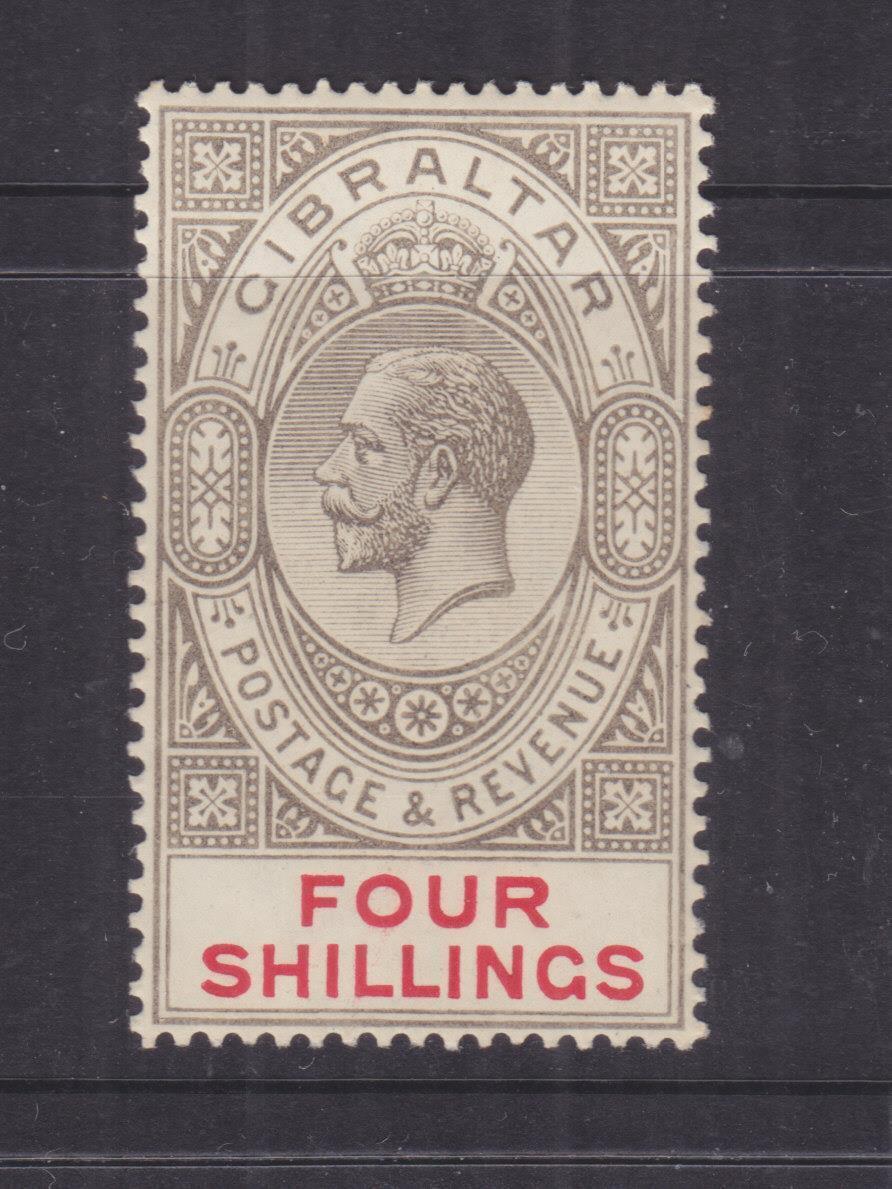 GIBRALTAR
POSTAGE & REVENUE
FOUR
SHILLINGS